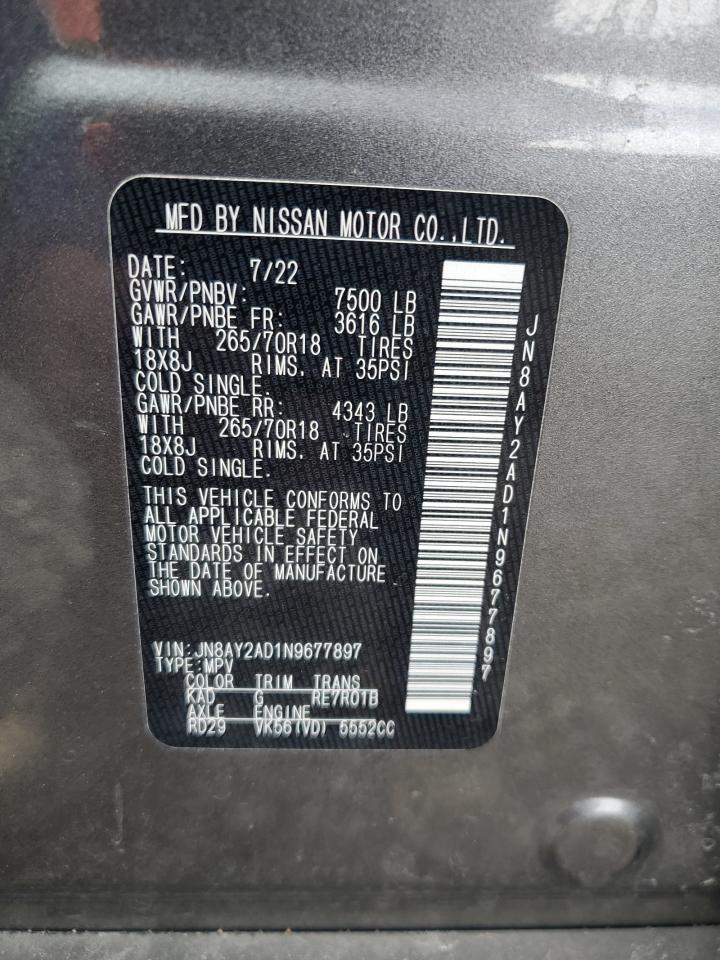 MFD BY NISSAN MOTOR CO.,LTD.
DATE: 7/22
GVWR/PNBV: 7500 LB
GAWR/PNBE FR: 3616 LB
WITH 265/70R18 TIRES
18X8J RIMS. AT 35PSI
COLD SINGLE.
GAWR/PNBE RR: 4343 LB
WITH 265/70R18 TIRES
18X8J RIMS. AT 35PSI
COLD SINGLE.
THIS VEHICLE CONFORMS TO
ALL APPLICABLE FEDERAL
MOTOR VEHICLE SAFETY
STANDARDS IN EFFECT ON
THE DATE OF MANUFACTURE
SHOWN ABOVE.
VIN:JN8AY2AD1N9677897
TYPE:MPV
COLOR TRIM TRANS
KAD G RE7R01B
AXLE ENGINE
RD29 VK56(VD) 5552CC
JN8AY2AD1N9677897